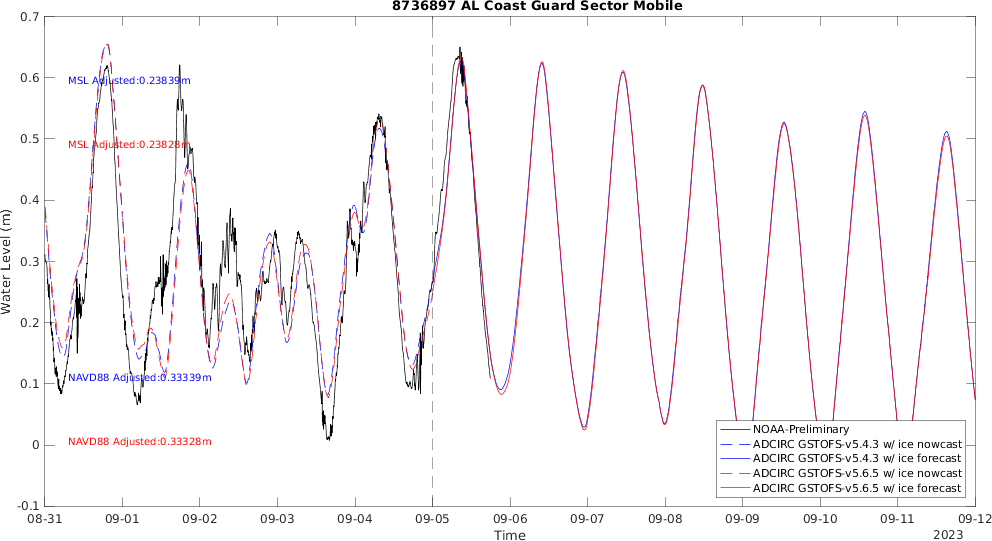 8736897 AL Coast Guard Sector Mobile
Water Level (m)
0.7
0.6
0.5
0.4
0.3
0.2
0.1
0
-0.1
MSL Adjusted:0.23839m
MSL Adjusted:0.23828m
NAVD88 Adjusted:0.33339m
NAVD88 Adjusted:0.33328m
NOAA-Preliminary
ADCIRC GSTOFS-v5.4.3 w/ ice nowcast
ADCIRC GSTOFS-v5.4.3 w/ ice forecast
ADCIRC GSTOFS-v5.6.5 w/ ice nowcast
ADCIRC GSTOFS-v5.6.5 w/ ice forecast
08-31 09-01 09-02 09-03 09-04 09-05 09-06 09-07 09-08 09-09 09-10 09-11 09-12
Time
2023